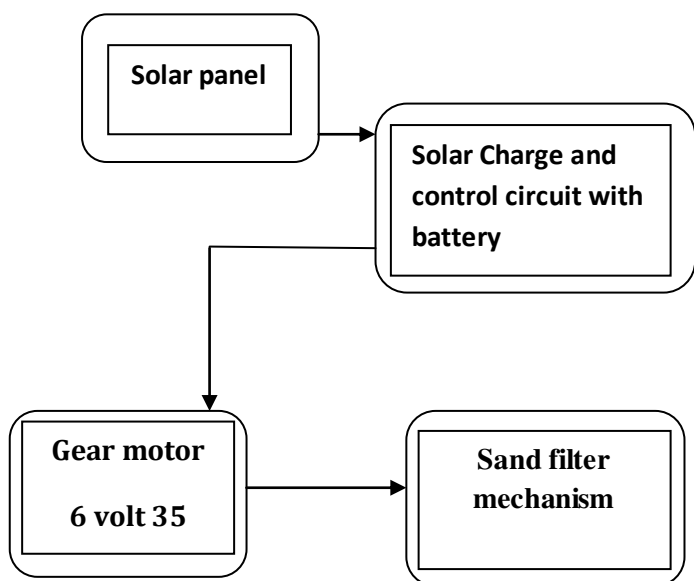 Solar panel
Solar Charge and
control circuit with
battery
Gear motor
6 volt 35
Sand filter
mechanism